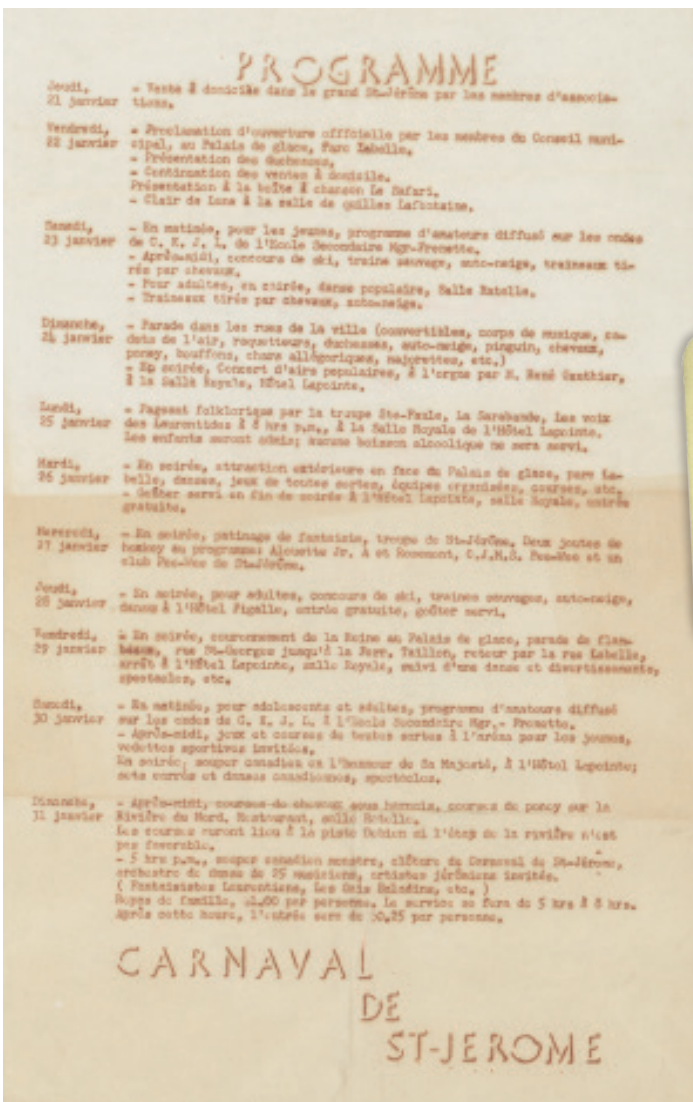 PROGRAMME
Jeudi, - Vente à domicile dans le grand St-Jérôme par les membres d'associa-
21 janvier tions.
Vendredi, - Proclamation d'ouverture officielle par les membres du Conseil muni-
22 janvier cipal, au Palais de glace, Parc Labelle.
- Présentation des duchesses.
- Continuation des ventes à domicile.
Présentation à la boîte à chanson Le Safari.
- Clair de Lune à la salle de quilles Lafontaine.
Samedi, - En matinée, pour les jeunes, programme d'amateurs diffusé sur les ondes
23 janvier de C. K. J. L. de l'Ecole Secondaire Mgr-Frenette.
- Après-midi, concours de ski, traine sauvage, auto-neige, traineaux ti-
rés par chevaux.
- Pour adultes, en soirée, danse populaire, Salle
- Traineaux tirés par chevaux, auto-neige.
Dimanche, - Parade dans les rues de la ville (convertibles, corps de musique, ca-
24 janvier dets de l'air, raquetteurs, duchesses, auto-neige, pinguin, chevaux,
poney, bouffons, chars allégoriques, majorettes, etc.)
- En soirée, Concert d'airs populaires, à l'orgue par M. René Gauthier,
à la Salle Royale, Hôtel Lapointe.
Lundi, - Pageant folklorique par la troupe Ste-Paule, La Sarabande, Les voix
25 janvier des Laurentides à 8 hrs p.m., à la Salle Royale de l'Hôtel Lapointe.
Les enfants seront admis; aucune boisson alcoolique ne sera servi.
Mardi, - En soirée, attraction extérieure en face du Palais de glace, parc La-
26 janvier belle, danses, jeux de toutes sortes, équipes organisées, courses, etc.
- Goûter servi en fin de soirée à l'Hôtel Lapointe, salle Royale, entrée
gratuite.
Mercredi, - En soirée, patinage de fantaisie, troupe de St-Jérôme. Deux joutes de
27 janvier hockey au programme: Alouette Jr. A et Rosemont, C.J.M.S. Pee-Wee et un
club Pee-Wee de St-Jérôme.
Jeudi, - En soirée, pour adultes, concours de ski, traines sauvages, auto-neige,
28 janvier danse à l'Hôtel Pigalle, entrée gratuite, goûter servi.
Vendredi, - En soirée, couronnement de la Reine au Palais de glace, parade de flam-
29 janvier beaux, rue St-Georges jusqu'à la Ferr. Taillon, retour par la rue Labelle,
arrêt à l'Hôtel Lapointe, salle Royale, suivi d'une danse et divertissements,
spectacles, etc.
Samedi, - En matinée, pour adolescents et adultes, programme d'amateurs diffusé
30 janvier sur les ondes de C. K. J. L. à l'Ecole Secondaire Mgr.- Frenette.
- Après-midi, jeux et courses de toutes sortes à l'aréna pour les jeunes,
vedettes sportives invitées.
En soirée, souper canadien en l'honneur de Sa Majesté, à l'Hôtel Lapointe;
sets carrés et danses canadiennes, spectacles.
Dimanche, - Après-midi, courses de chevaux sous harnais, courses de poney sur la
31 janvier Rivière du Nord. Restaurant, salle
Les courses auront lieu à la piste si l'état de la rivière n'est
pas favorable.
- 5 hrs p.m., souper canadien monstre, clôture du Carnaval de St-Jérôme,
orchestre de danse de 25 musiciens, artistes jérômiens invités.
( Fantaisistes Laurentiens, Les Gais Baladins, etc. )
Repas de famille, $1.00 par personne. Le service se fera de 5 hrs à 8 hrs.
Après cette heure, l'entrée sera de $0.25 par personne.
CARNAVAL
DE
ST-JEROME